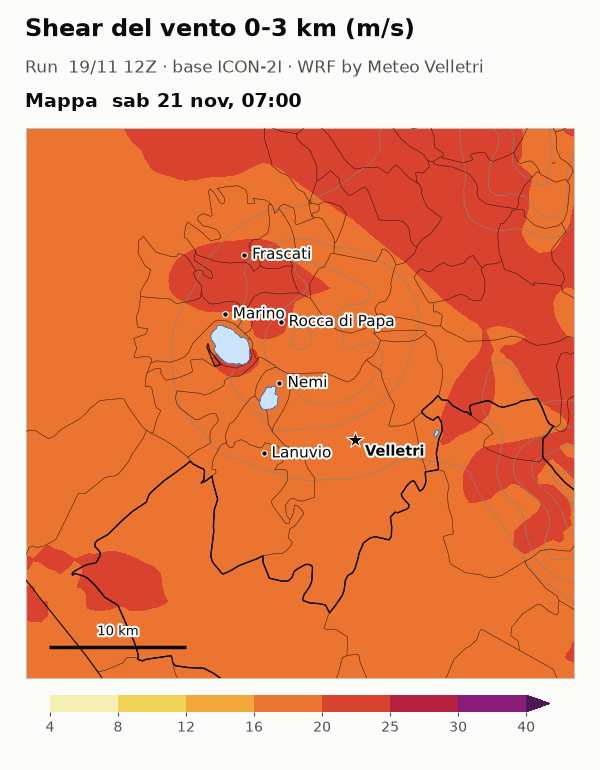 Shear del vento 0-3 km (m/s)
Run  19/11 12Z · base ICON-2I · WRF by Meteo Velletri
Mappa  sab 21 nov, 07:00
Frascati
Marino
Rocca di Papa
Nemi
Velletri
Lanuvio
10 km
4 8 12 16 20 25 30 40